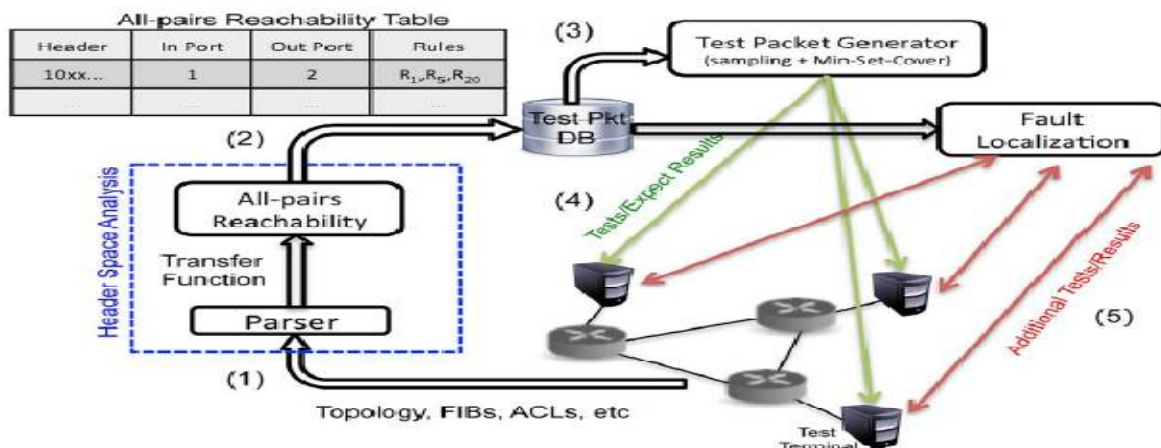 All-pairs Reachability Table
Header In Port Out Port Rules
10xx... 1 2 R1,R5,R20
... ... ... ...
(3)
Test Packet Generator
(sampling + Min-Set-Cover)
(2)
Test Pkt
DB
Fault
Localization
Header Space Analysis
All-pairs
Reachability
(4)
Tests/Expect Results
Transfer
Function
Parser
Additional Tests/Results
(5)
(1)
Topology, FIBs, ACLs, etc
Test
Terminal